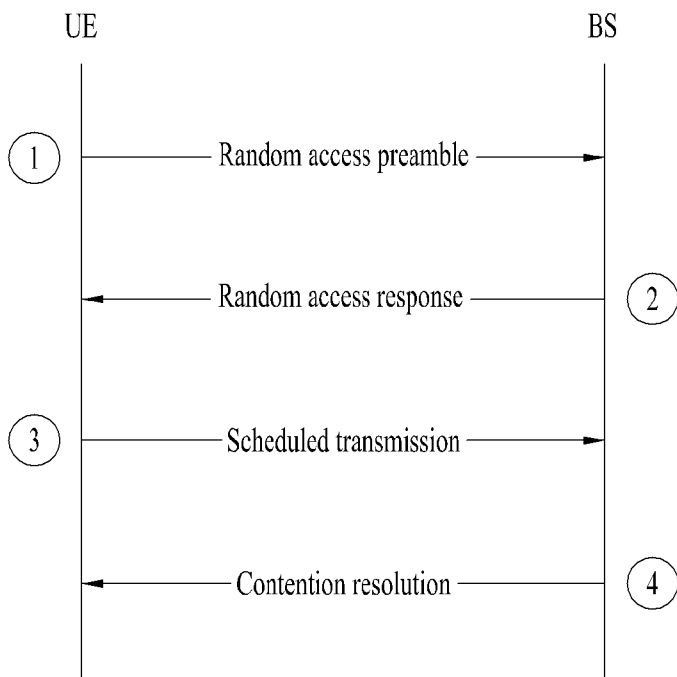 UE
BS
1
Random access preamble
Random access response
2
3
Scheduled transmission
Contention resolution
4